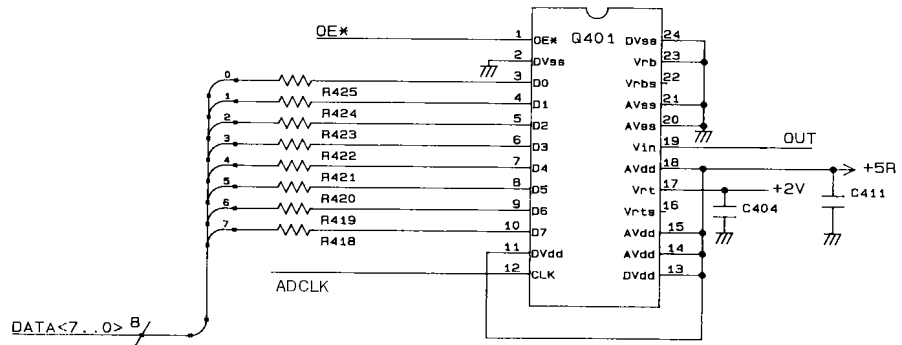 OE* 1 OE* Q401 DVss 24
2 DVss Vrb 23
0 R425 3 D0 Vrbs 22
1 R424 4 D1 AVss 21
2 R423 5 D2 AVss 20
3 R422 6 D3 Vin 19 OUT
4 R421 7 D4 AVdd 18 +5A
5 R420 8 D5 Vrt 17 +2V C411
6 R419 9 D6 Vrts 16 C404
7 R418 10 D7 AVdd 15
11 DVdd AVdd 14
ADCLK 12 CLK DVdd 13
DATA<7..0> 8